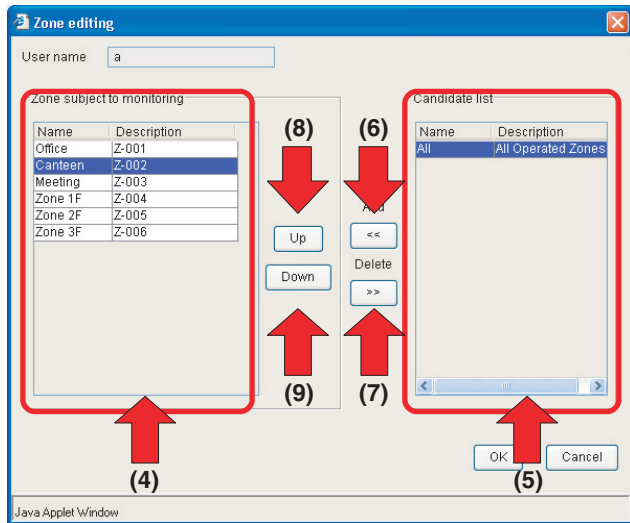 Zone editing
User name a
Zone subject to monitoring
Candidate list
Name Description
Office Z-001
Canteen Z-002
Meeting Z-003
Zone 1F Z-004
Zone 2F Z-005
Zone 3F Z-006
(8)
(6)
Name Description
All All Operated Zones
Add
Up
<<
Delete
Down
>>
(9)
(7)
(4)
OK
Cancel
(5)
Java Applet Window